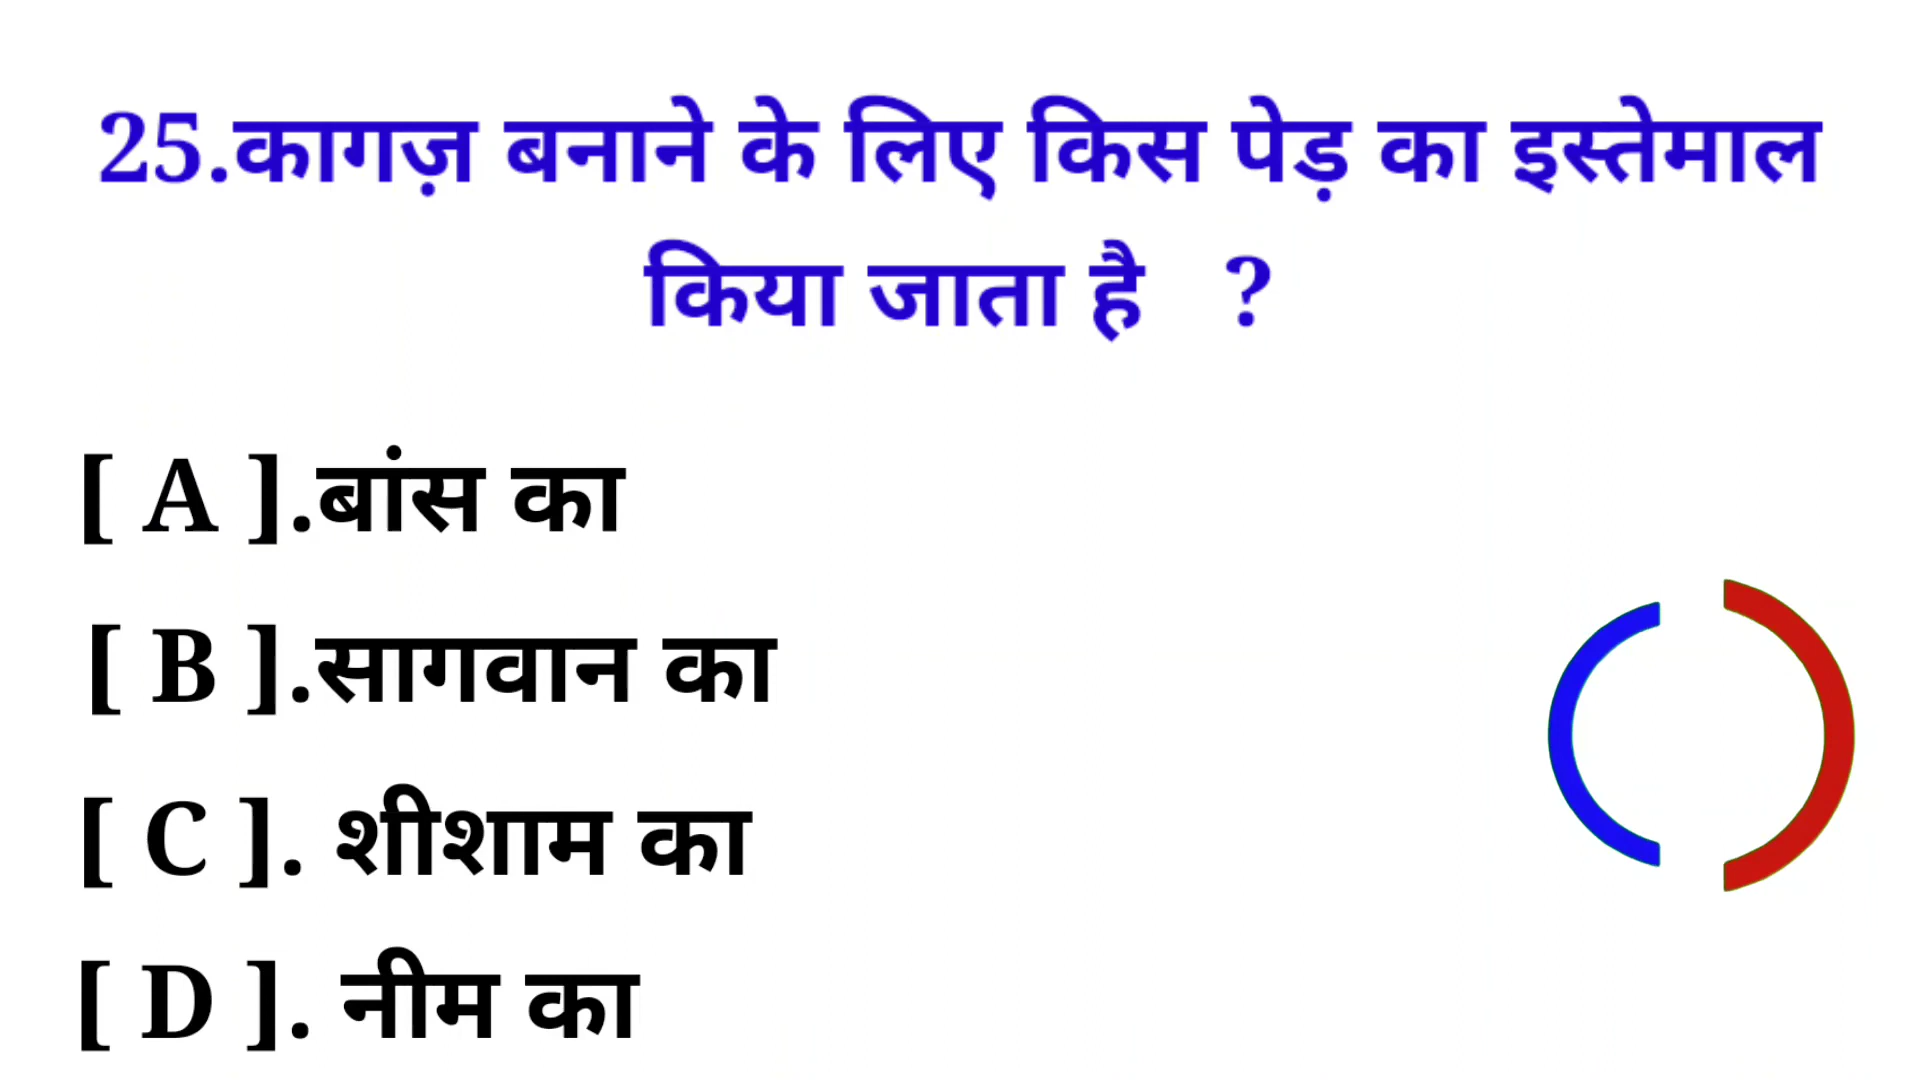 25.कागज़ बनाने के लिए किस पेड़ का इस्तेमाल
किया जाता है ?
[ A ].बांस का
[ B ].सागवान का
[ C ]. शीशाम का
[ D ]. नीम का